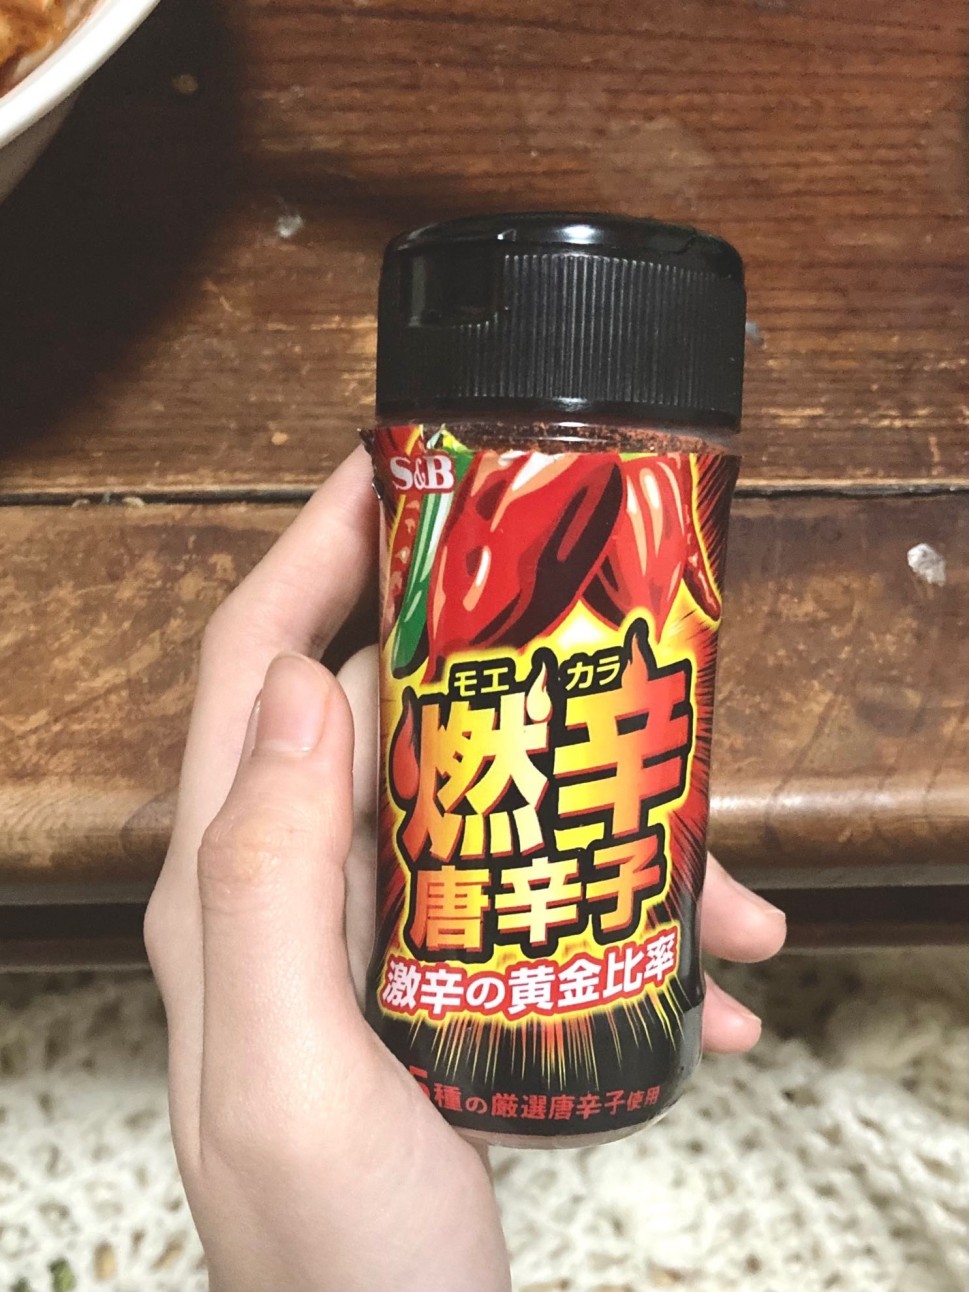 S&B
モエ カラ
燃辛
唐辛子
激辛の黄金比率
5種の厳選唐辛子使用